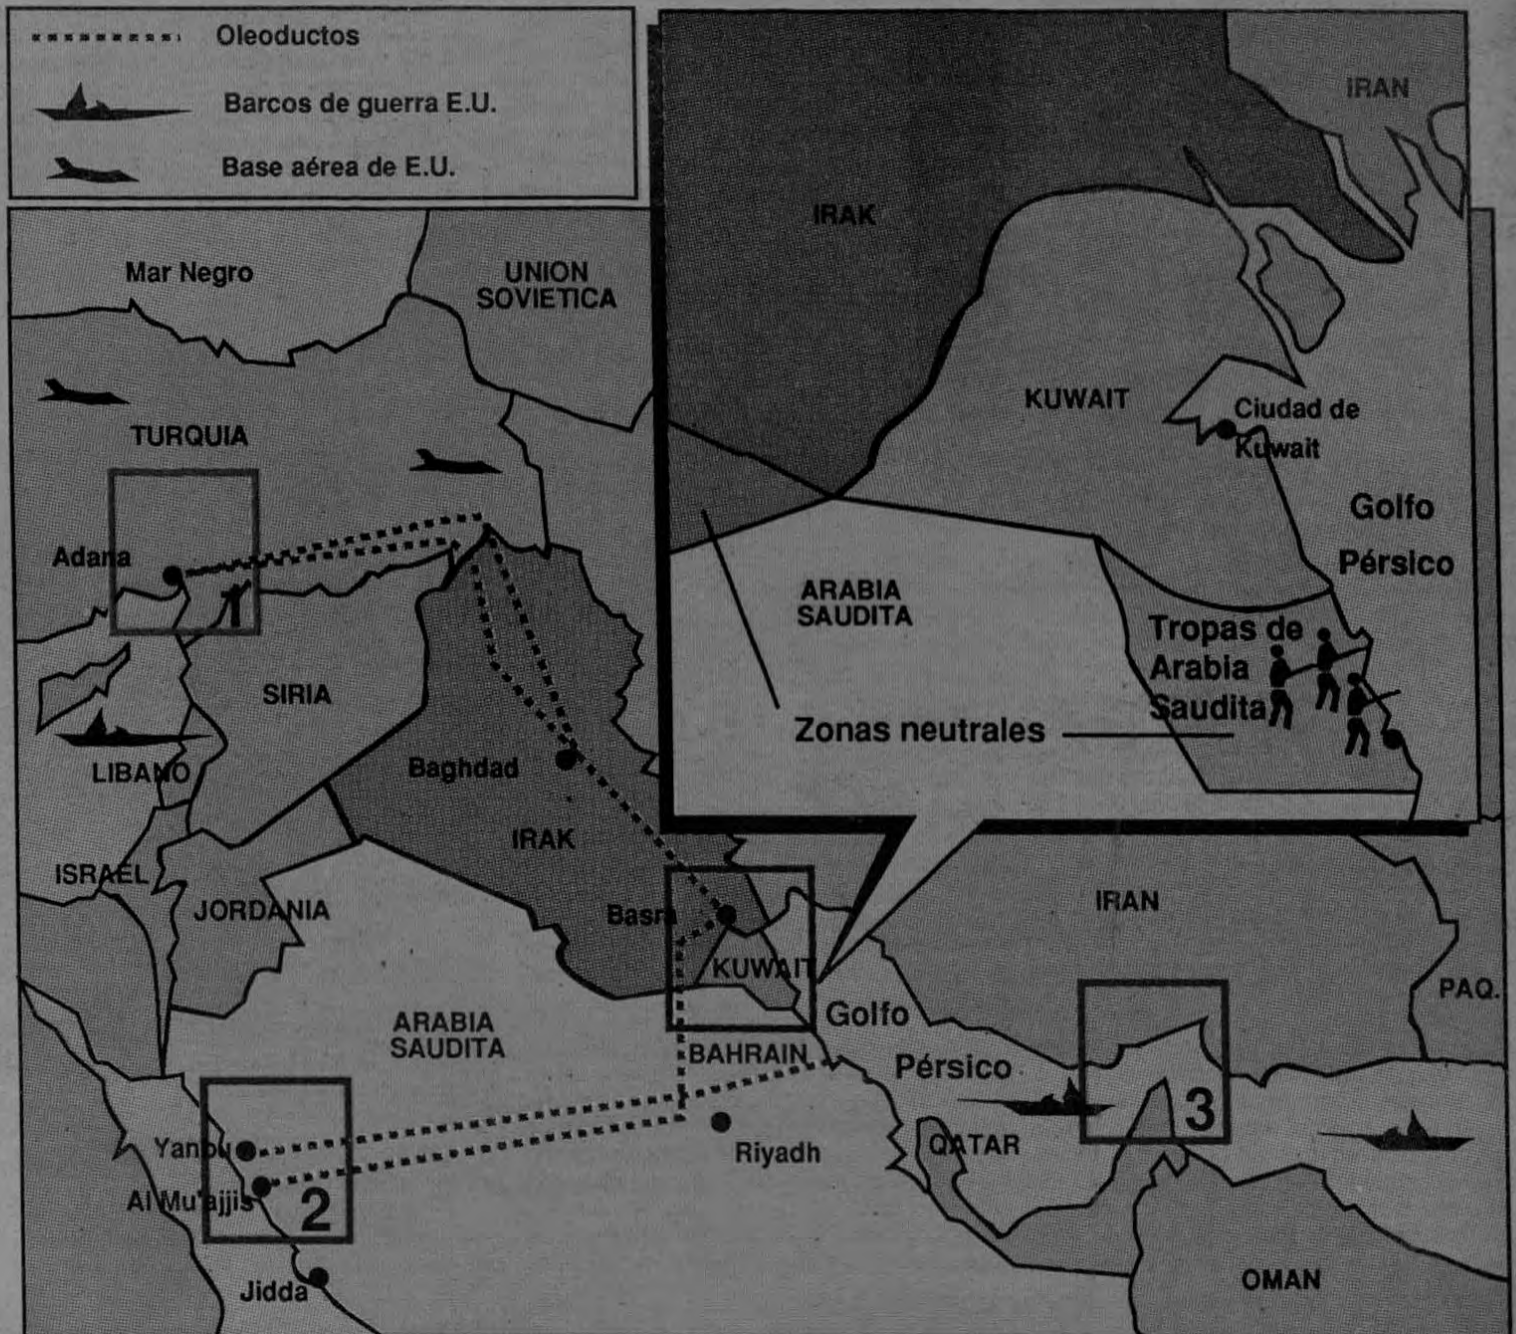 Oleoductos
Barcos de guerra E.U.
Base aérea de E.U.
Mar Negro
UNION
SOVIETICA
TURQUIA
Adana
1
SIRIA
LIBANO
Baghdad
IRAK
ISRAEL
JORDANIA
Basra
KUWAIT
ARABIA
SAUDITA
BAHRAIN
Golfo
Pérsico
Yanbu
Al Mu'ajjis
2
Riyadh
Jidda
QATAR
3
IRAN
PAQ.
OMAN
IRAN
IRAK
KUWAIT
Ciudad de
Kuwait
Golfo
Pérsico
ARABIA
SAUDITA
Tropas de
Arabia
Saudita
Zonas neutrales